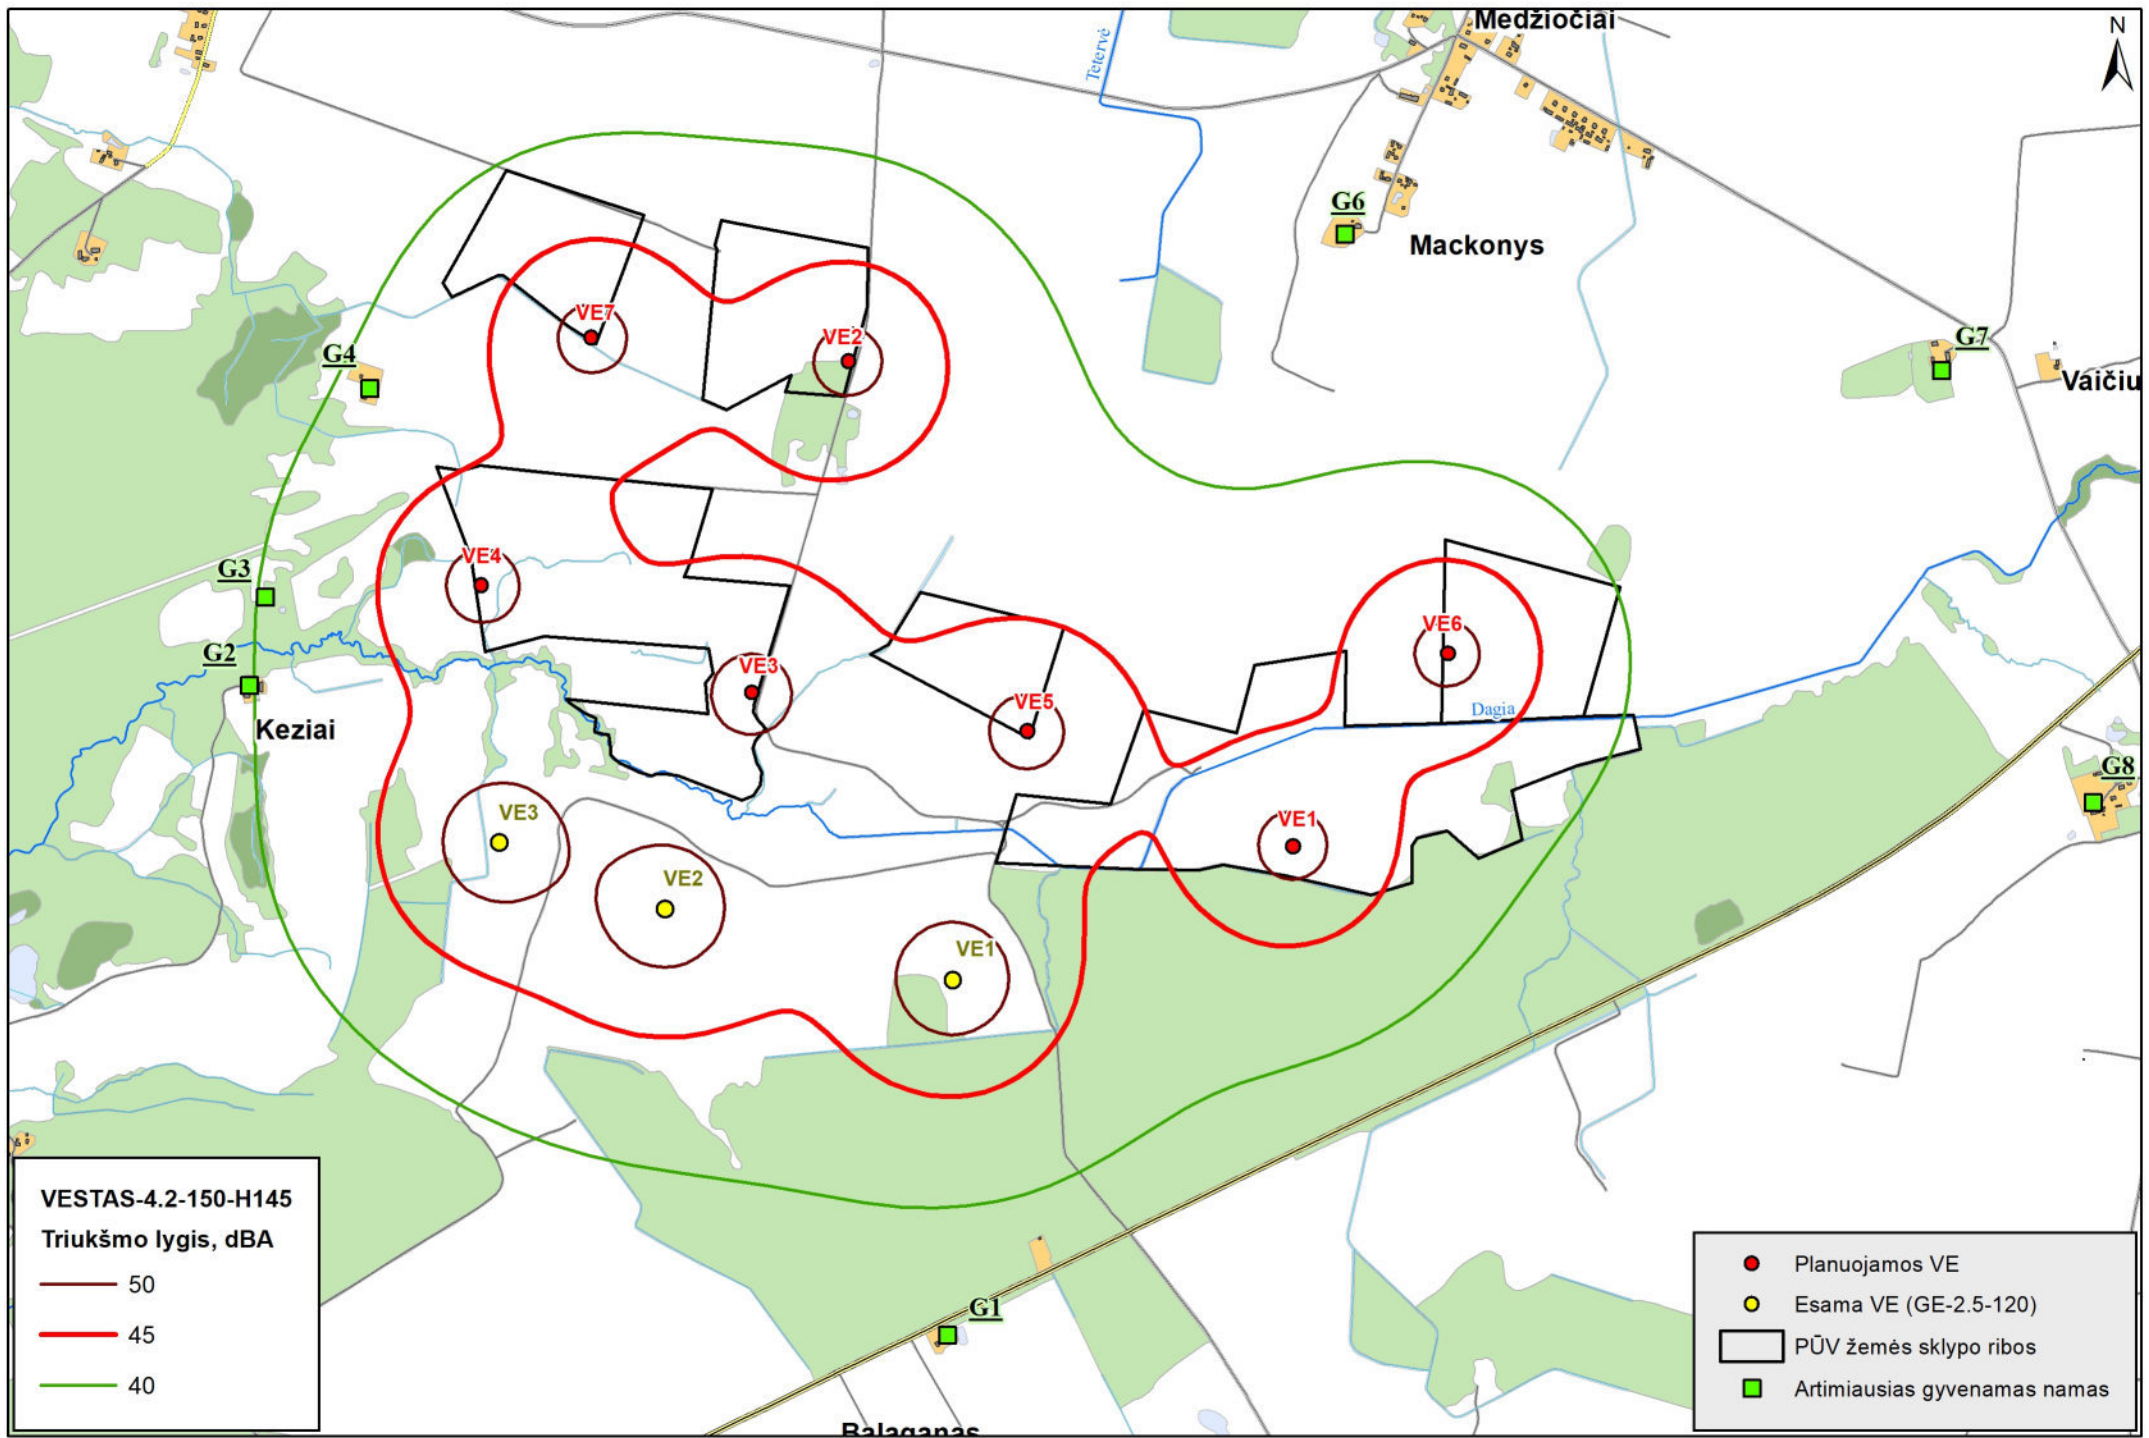 Medžiočiai
N
Tetervė
G6
Mackonys
VE7
VE2
G7
G4
Vaičiu
VE4
G3
VE6
G2
VE3
VE5
Dagia
Keziai
G8
VE3
VE1
VE2
VE1
VESTAS-4.2-150-H145
Triukšmo lygis, dBA
50
45
40
G1
Balaganas
Planuojamos VE
Esama VE (GE-2.5-120)
PŪV žemės sklypo ribos
Artimiausias gyvenamas namas